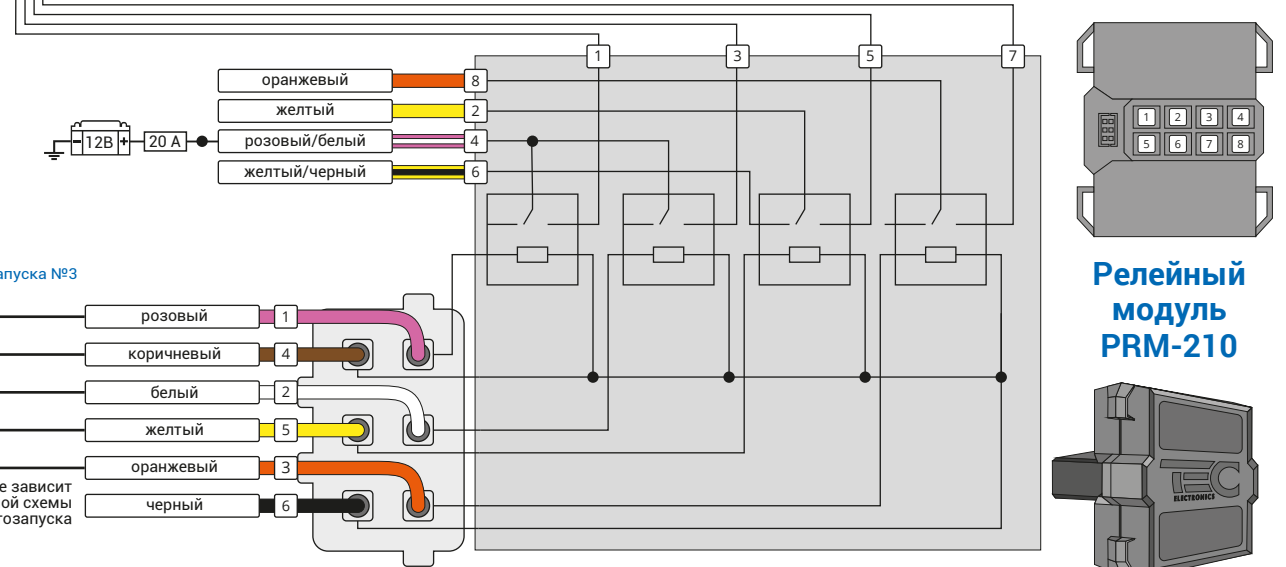 1
3
5
7
оранжевый
8
желтый
2
12В
20 А
розовый/белый
4
желтый/черный
6
1
2
3
4
5
6
7
8
Релейный
модуль
PRM-210
апуска №3
розовый
1
коричневый
4
белый
2
желтый
5
оранжевый
3
е зависит
ой схемы
тозапуска
черный
6
TEC
ELECTRONICS